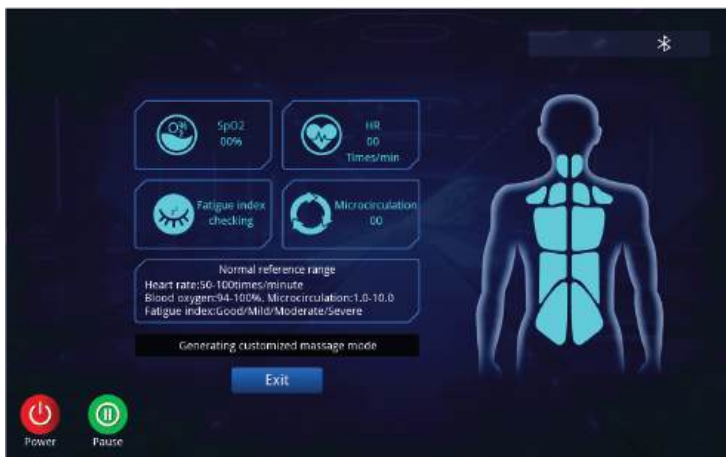 SpO2
00%
HR
00
Times/min
Fatigue index
checking
Microcirculation
00
Normal reference range
Heart rate:50-100times/minute
Blood oxygen:94-100%. Microcirculation:1.0-10.0
Fatigue index:Good/Mild/Moderate/Severe
Generating customized massage mode
Exit
Power
Pause